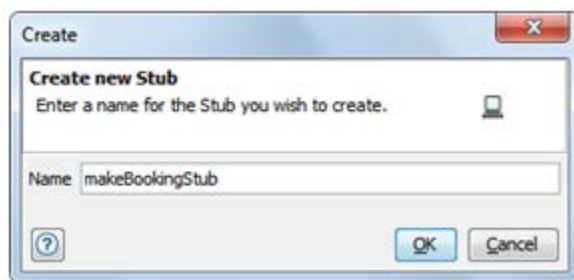 Create
Create new Stub
Enter a name for the Stub you wish to create.
Name makeBookingStub
? OK Cancel